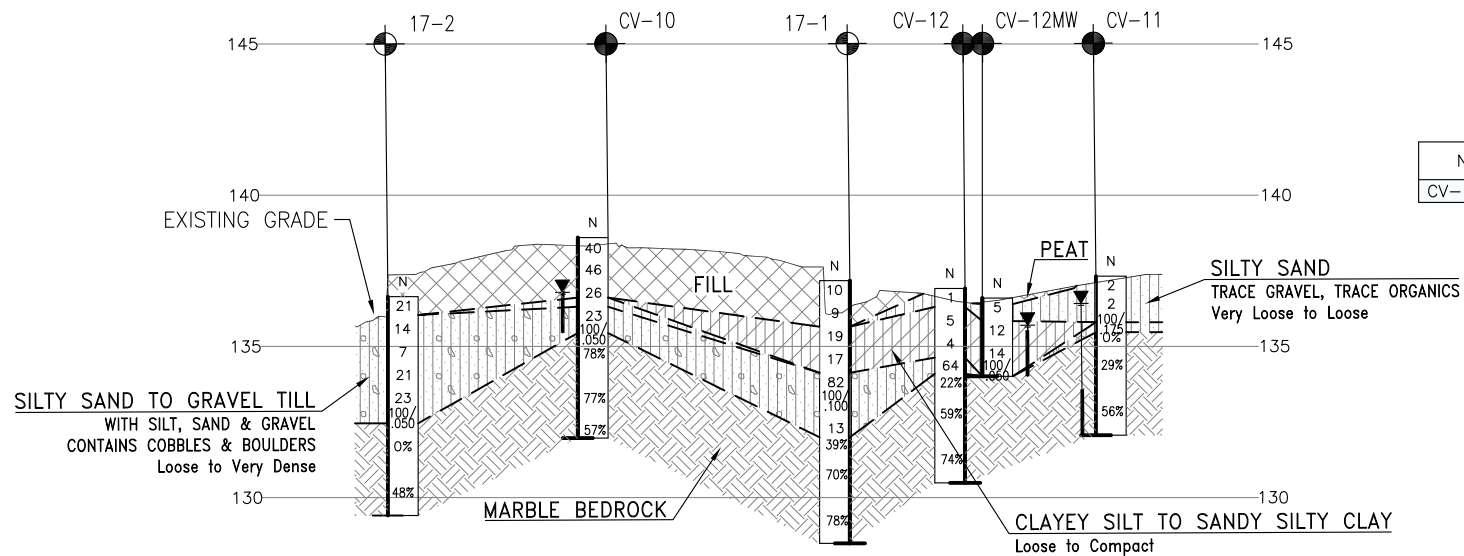 17-2 CV-10 17-1 CV-12 CV-12MW CV-11
145 145
N
CV-
140 140
EXISTING GRADE
N
21
14
7
21
23
100/
.050
0%
48%
N
40
46
26
23
100/
.050
78%
77%
57%
FILL
N
10
9
19
17
82
100/
.100
13
39%
70%
78%
N
1
5
4
64
22%
59%
74%
N
5
12
14
100/
.050
PEAT
N
2
2
100/
.175
0%
29%
56%
SILTY SAND
TRACE GRAVEL, TRACE ORGANICS
Very Loose to Loose
135 135
SILTY SAND TO GRAVEL TILL
WITH SILT, SAND & GRAVEL
CONTAINS COBBLES & BOULDERS
Loose to Very Dense
130 130
MARBLE BEDROCK
CLAYEY SILT TO SANDY SILTY CLAY
Loose to Compact